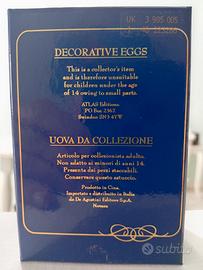 UK 3 985 005
DECORATIVE EGGS
This is a collector's item
and is therefore unsuitable
for children under the age
of 14 owing to small parts.
ATLAS Editions
PO Box 2367
Swindon SN3 4YW
UOVA DA COLLEZIONE
Articolo per collezionista adulto.
Non adatto ai minori di anni 14.
Presenta dei pezzi staccabili.
Conservare questo astuccio.
Prodotto in Cina.
Importato e distribuito in Italia
da De Agostini Editore S.p.A.
Novara
subito